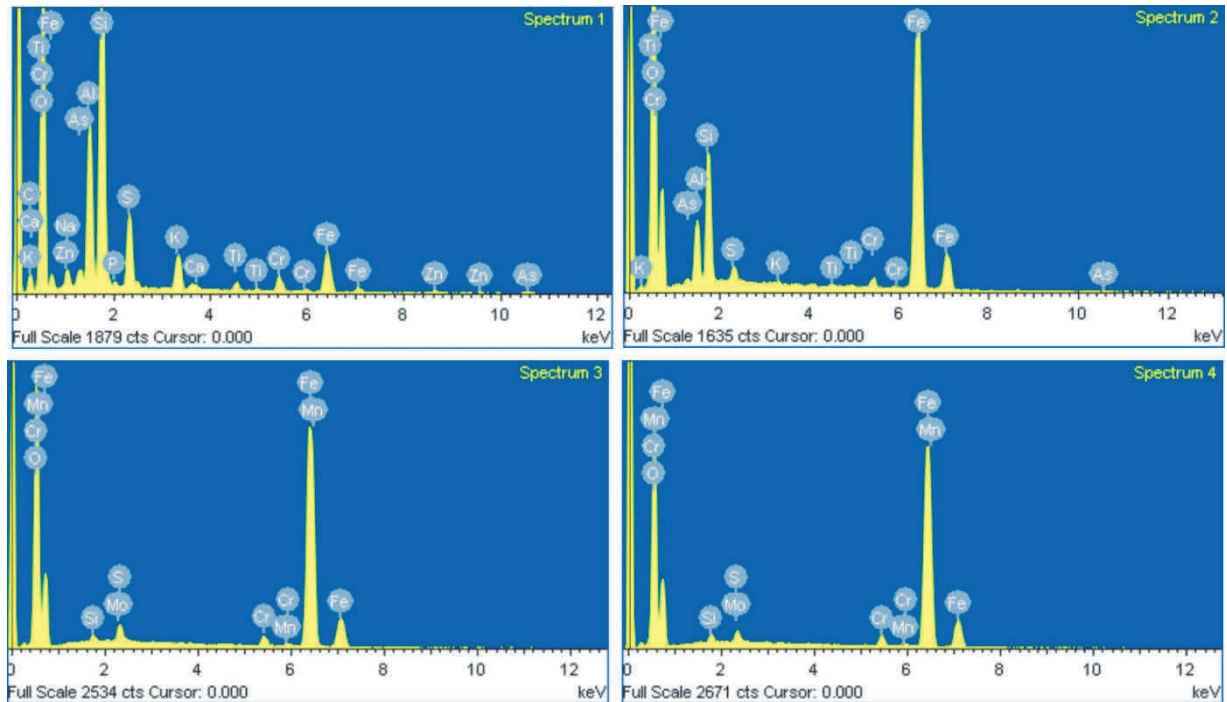 Spectrum 1
Fe
Si
Ti
Cr
Al
O
As
C
S
Ca
Na
K
K
Zn
P
Ca
Ti
Ti
Cr
Cr
Fe
Fe
Zn
Zn
As
0 2 4 6 8 10 12
Full Scale 1879 cts Cursor: 0.000 keV
Spectrum 2
Fe
Fe
Ti
O
Cr
Si
Al
As
S
Cr
Fe
K
K
Ti
Ti
Cr
As
0 2 4 6 8 10 12
Full Scale 1635 cts Cursor: 0.000 keV
Spectrum 3
Fe
Fe
Mn
Mn
Cr
O
S
Mo
Si
Cr
Cr
Mn
Fe
0 2 4 6 8 10 12
Full Scale 2534 cts Cursor: 0.000 keV
Spectrum 4
Fe
Fe
Mn
Mn
Cr
O
S
Mo
Si
Cr
Cr
Mn
Fe
0 2 4 6 8 10 12
Full Scale 2671 cts Cursor: 0.000 keV